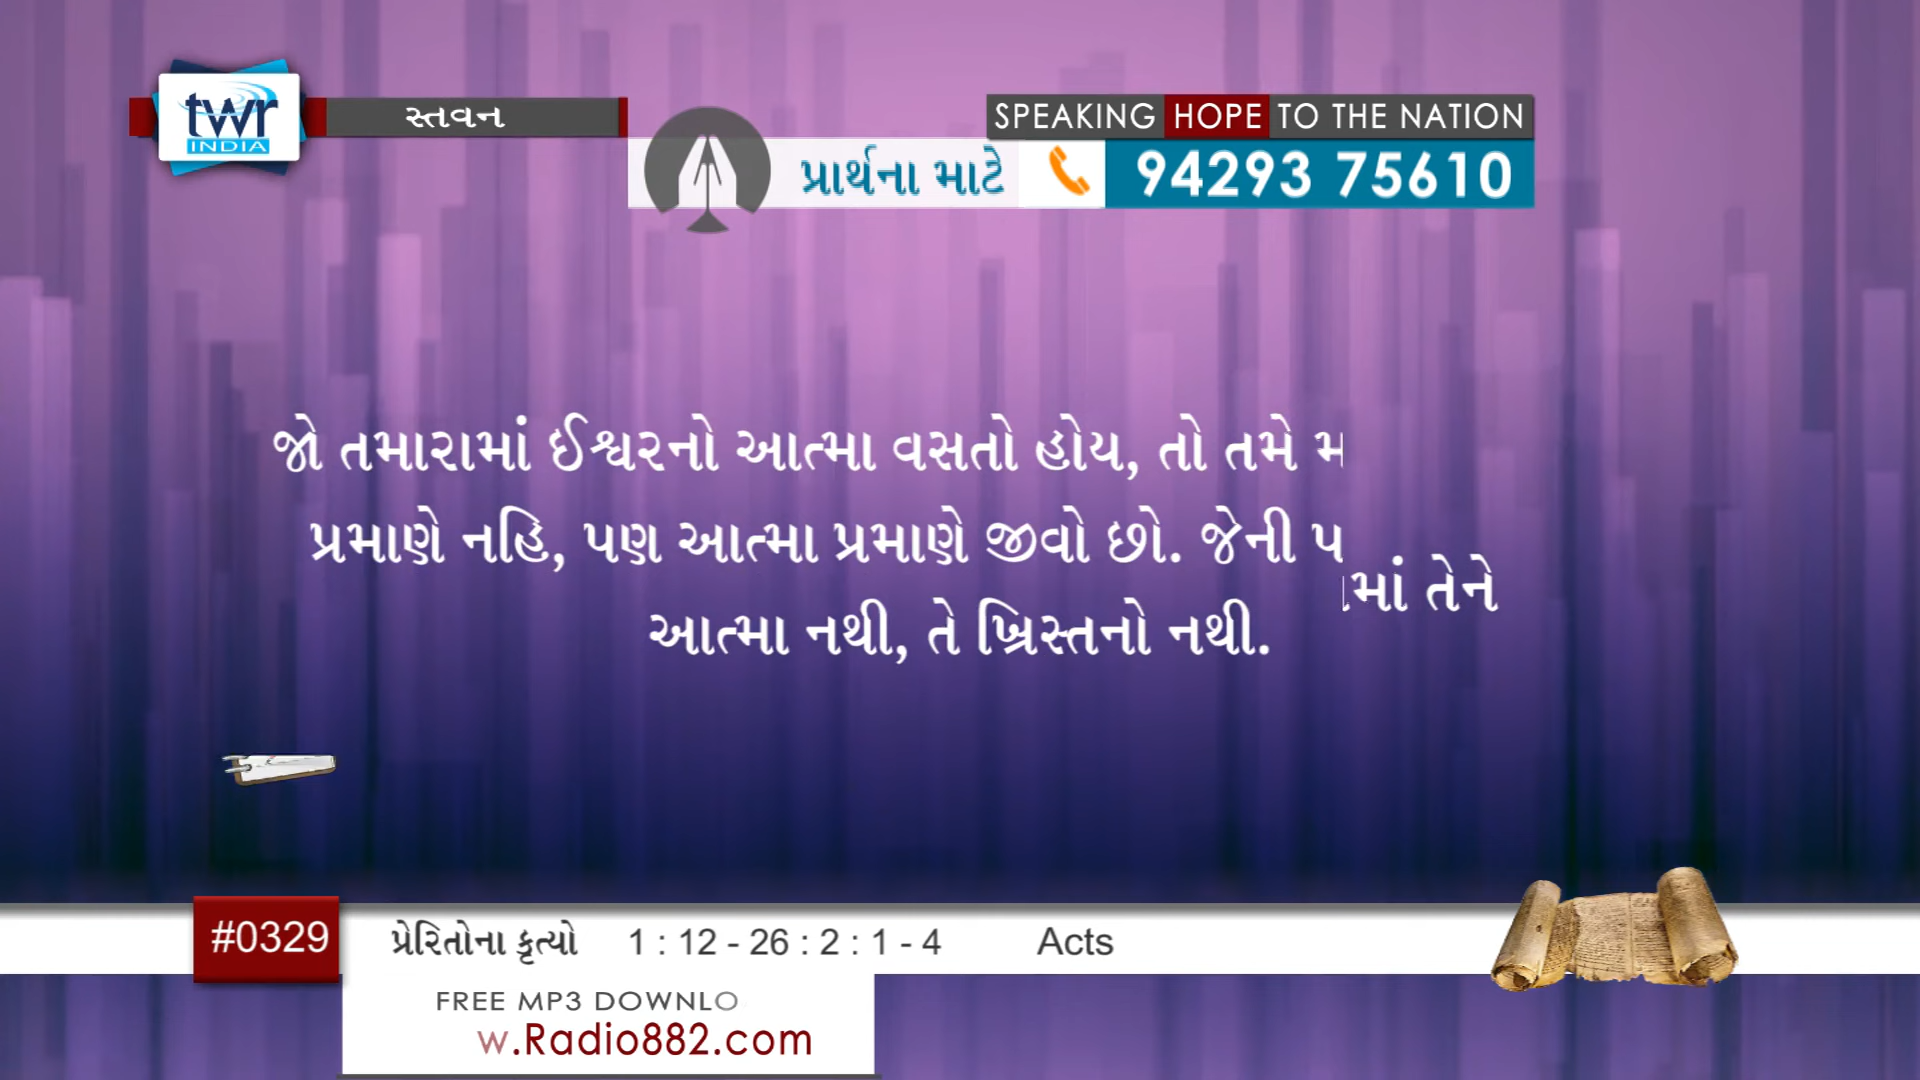 twr
INDIA
સ્તવન
SPEAKING HOPE TO THE NATION
પ્રાર્થના માટે 94293 75610
જો તમારામાં ઈશ્વરનો આત્મા વસતો હોય, તો તમે
પ્રમાણે નહિ, પણ આત્મા પ્રમાણે જીવો છો. જેની
તેને
આત્મા નથી, તે ખ્રિસ્તનો નથી.
#0329 પ્રેરિતોના કૃત્યો 1 : 12 - 26 : 2 : 1 - 4 Acts
FREE MP3 DOWNLO
w.Radio882.com